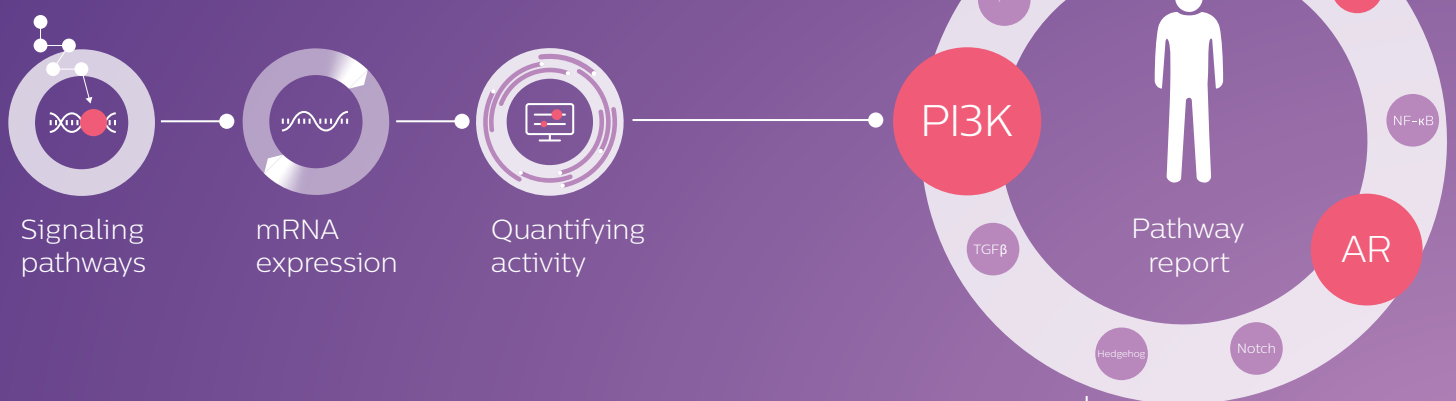 Signaling
pathways
mRNA
expression
Quantifying
activity
PI3K
NF-κB
TGFβ
Pathway
report
AR
Hedgehog
Notch